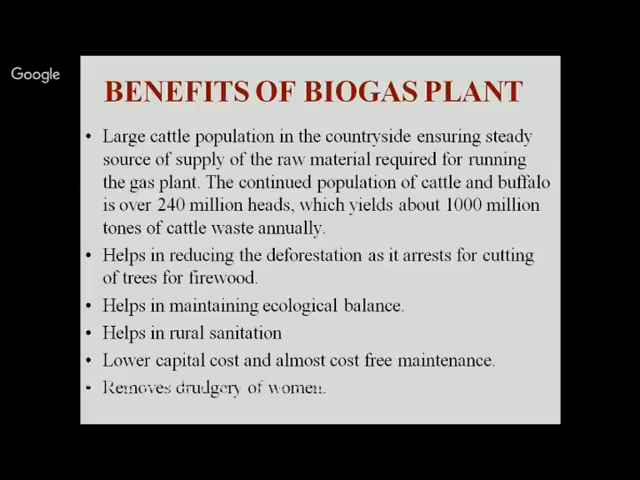 Google
BENEFITS OF BIOGAS PLANT
• Large cattle population in the countryside ensuring steady
source of supply of the raw material required for running
the gas plant. The continued population of cattle and buffalo
is over 240 million heads, which yields about 1000 million
tones of cattle waste annually.
• Helps in reducing the deforestation as it arrests for cutting
of trees for firewood.
• Helps in maintaining ecological balance.
• Helps in rural sanitation
• Lower capital cost and almost cost free maintenance.
• Removes drudgery of women.